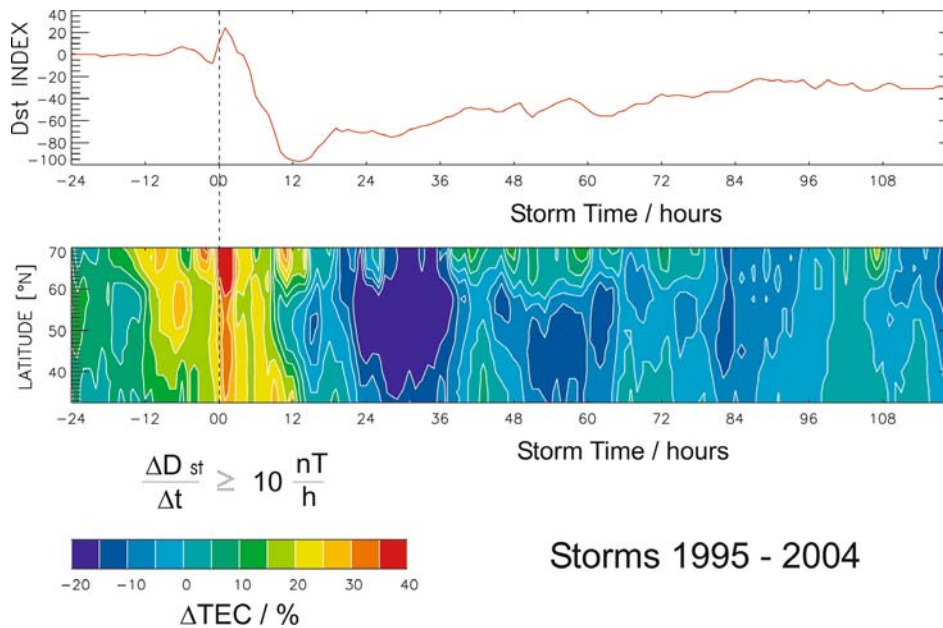 Dst INDEX
40
20
0
-20
-40
-60
-80
-100
-24 -12 00 12 24 36 48 60 72 84 96 108
Storm Time / hours
LATITUDE [ºN]
70
60
50
40
-24 -12 00 12 24 36 48 60 72 84 96 108
Storm Time / hours
ΔD st / Δt ≥ 10 nT / h
-20 -10 0 10 20 30 40
ΔTEC / %
Storms 1995 - 2004